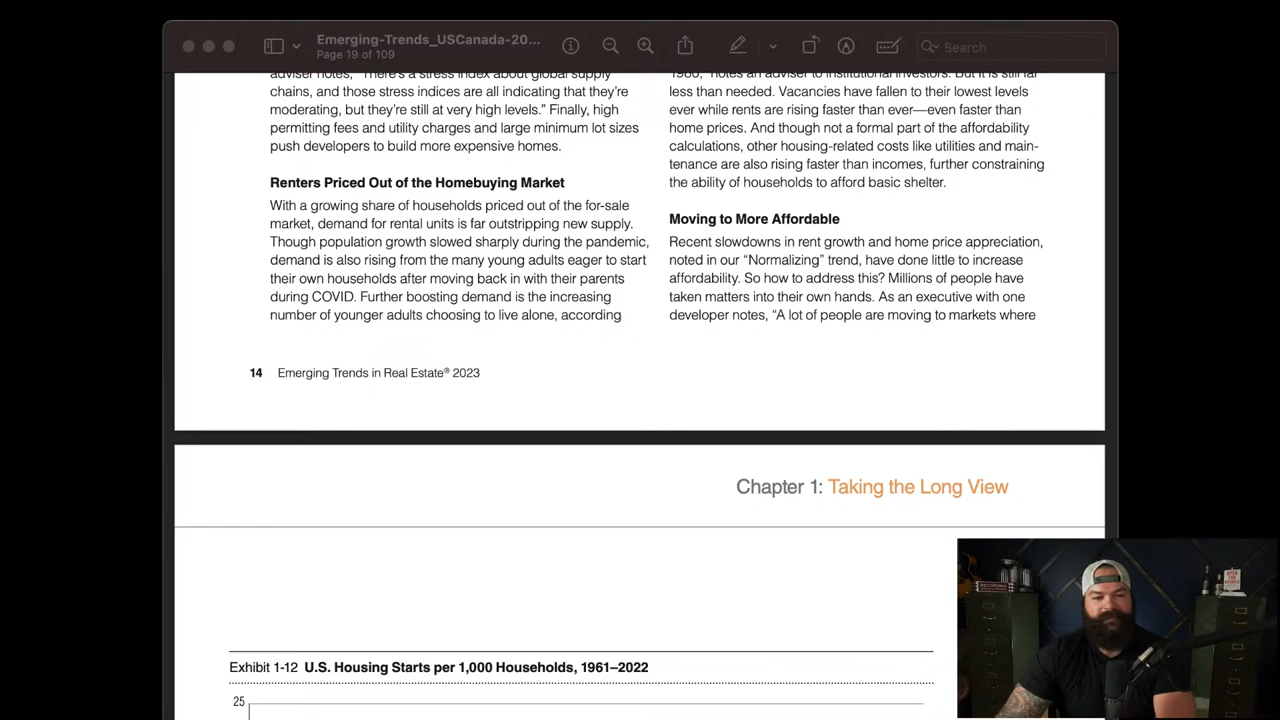 Emerging-Trends_USCanada-20...
Page 19 of 109
Search
adviser notes, "There's a stress index about global supply
chains, and those stress indices are all indicating that they're
moderating, but they're still at very high levels." Finally, high
permitting fees and utility charges and large minimum lot sizes
push developers to build more expensive homes.
Renters Priced Out of the Homebuying Market
With a growing share of households priced out of the for-sale
market, demand for rental units is far outstripping new supply.
Though population growth slowed sharply during the pandemic,
demand is also rising from the many young adults eager to start
their own households after moving back in with their parents
during COVID. Further boosting demand is the increasing
number of younger adults choosing to live alone, according
1980," notes an adviser to institutional investors. But it is still far
less than needed. Vacancies have fallen to their lowest levels
ever while rents are rising faster than ever—even faster than
home prices. And though not a formal part of the affordability
calculations, other housing-related costs like utilities and main-
tenance are also rising faster than incomes, further constraining
the ability of households to afford basic shelter.
Moving to More Affordable
Recent slowdowns in rent growth and home price appreciation,
noted in our “Normalizing” trend, have done little to increase
affordability. So how to address this? Millions of people have
taken matters into their own hands. As an executive with one
developer notes, “A lot of people are moving to markets where
14 Emerging Trends in Real Estate® 2023
Chapter 1: Taking the Long View
Exhibit 1-12 U.S. Housing Starts per 1,000 Households, 1961–2022
25
RECORDING
OPEN
FOR
BUSINESS